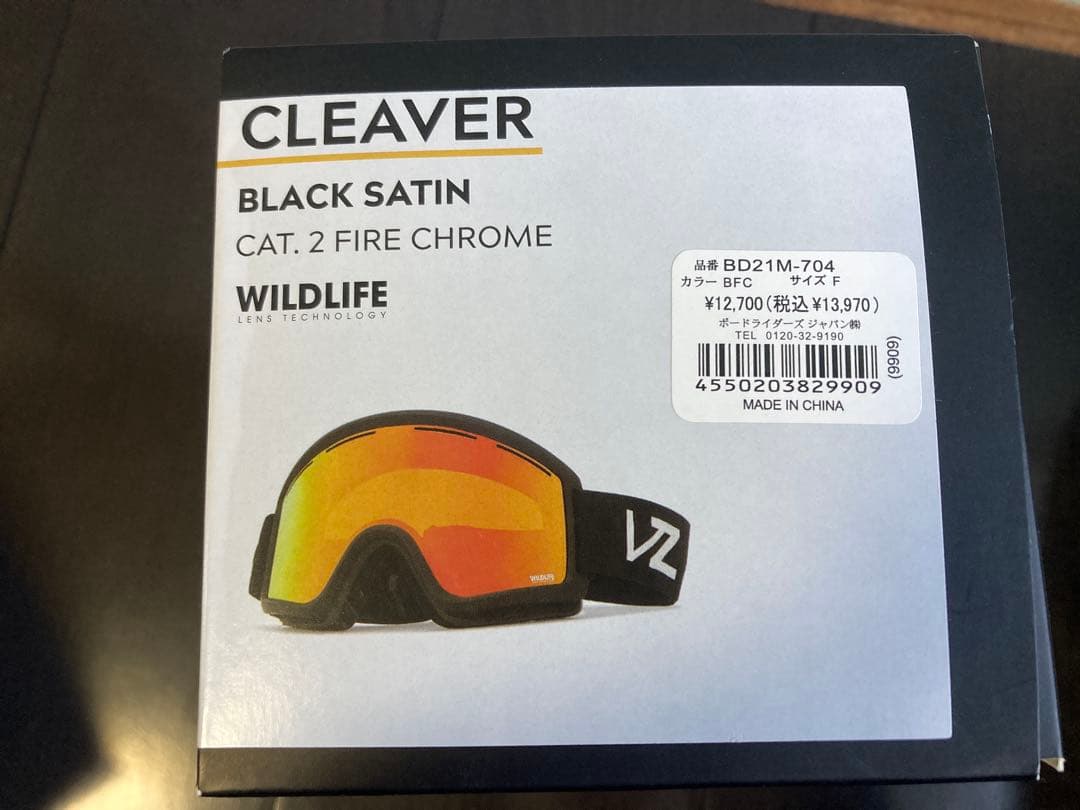 CLEAVER
BLACK SATIN
CAT. 2 FIRE CHROME
WILDLIFE
LENS TECHNOLOGY
品番 BD21M-704
カラー BFC サイズ F
¥12,700(税込¥13,970)
ボードライダーズ ジャパン㈱
TEL 0120-32-9190
4550203829909
(9909)
MADE IN CHINA
VZ
WILDLIFE